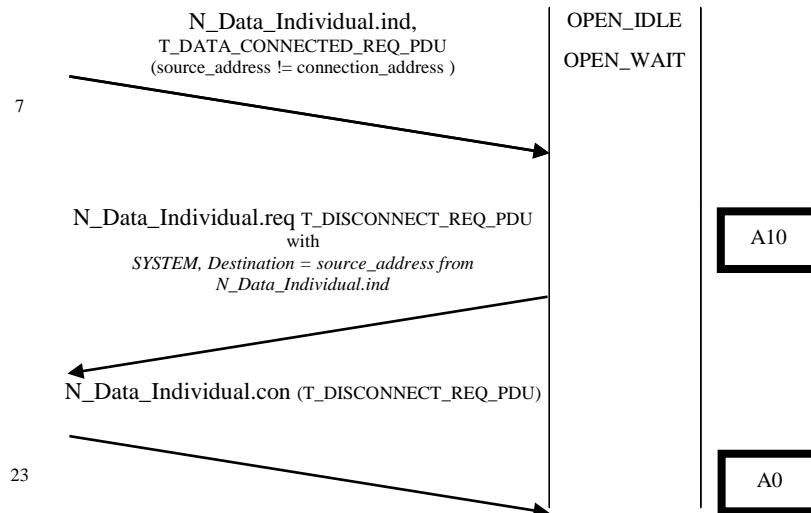 N_Data_Individual.ind,
T_DATA_CONNECTED_REQ_PDU
(source_address != connection_address )
OPEN_IDLE
OPEN_WAIT
7
N_Data_Individual.req T_DISCONNECT_REQ_PDU
with
SYSTEM, Destination = source_address from
N_Data_Individual.ind
A10
N_Data_Individual.con (T_DISCONNECT_REQ_PDU)
23
A0